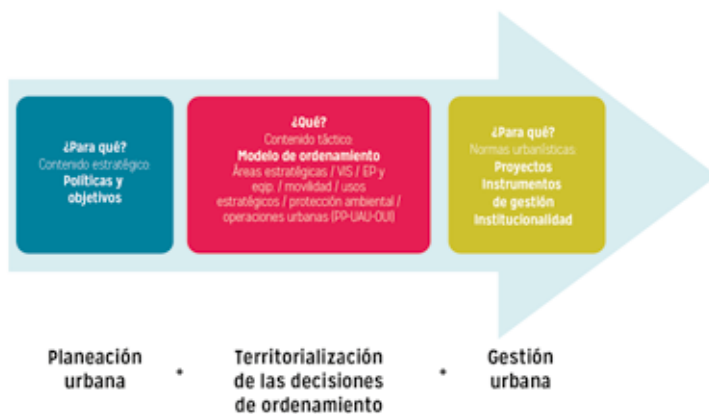 ¿Para qué?
Contenido estratégico
Políticas y
objetivos
¿Qué?
Contenido táctico
Modelo de ordenamiento
Áreas estratégicas / VIS / EP y
eqip. / movilidad / usos
estratégicos / protección ambiental /
operaciones urbanas (PP-UAU-OUI)
¿Para qué?
Normas urbanísticas
Proyectos
Instrumentos
de gestión
Institucionalidad
Planeación
urbana
•
Territorialización
de las decisiones
de ordenamiento
•
Gestión
urbana